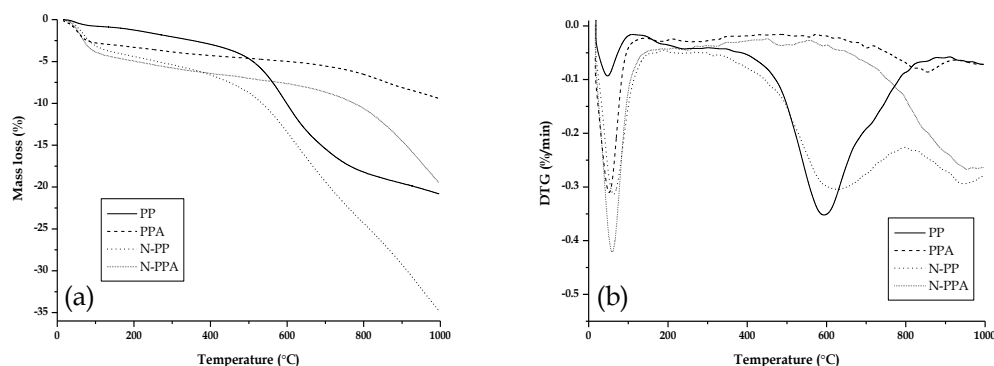 0
-5
-10
-15
-20
-25
-30
-35
Mass loss (%)
PP
PPA
N-PP
N-PPA
(a)
0 200 400 600 800 1000
Temperature (°C)
0.0
-0.1
-0.2
-0.3
-0.4
-0.5
DTG (%/min)
PP
PPA
N-PP
N-PPA
(b)
0 200 400 600 800 1000
Temperature (°C)